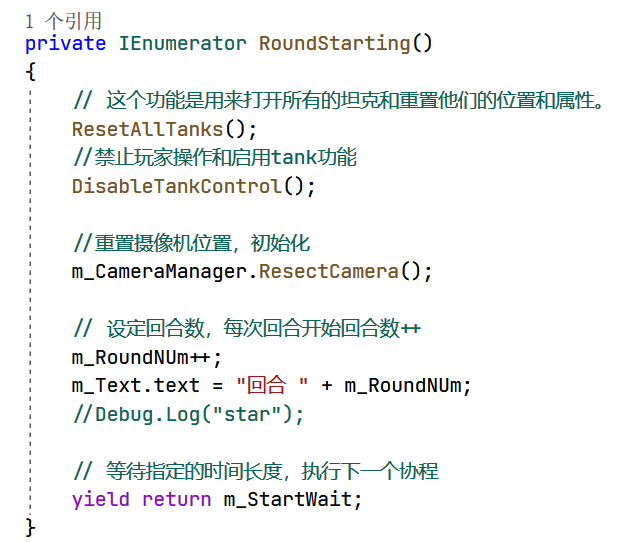 1 个引用
private IEnumerator RoundStarting()
{
// 这个功能是用来打开所有的坦克和重置他们的位置和属性。
ResetAllTanks();
//禁止玩家操作和启用tank功能
DisableTankControl();
//重置摄像机位置，初始化
m_CameraManager.ResectCamera();
// 设定回合数，每次回合开始回合数++
m_RoundNUm++;
m_Text.text = "回合 " + m_RoundNUm;
//Debug.Log("star");
// 等待指定的时间长度，执行下一个协程
yield return m_StartWait;
}